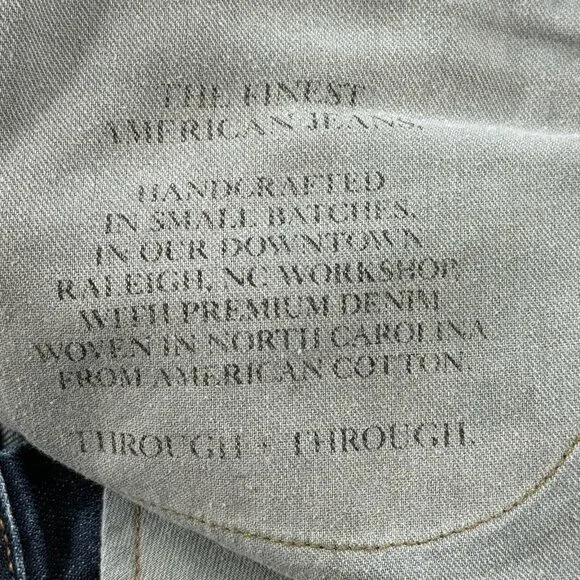 THE FINEST
AMERICAN JEANS.
HANDCRAFTED
IN SMALL BATCHES,
IN OUR DOWNTOWN
RALEIGH, NC WORKSHOP,
WITH PREMIUM DENIM
WOVEN IN NORTH CAROLINA
FROM AMERICAN COTTON.
THROUGH + THROUGH.